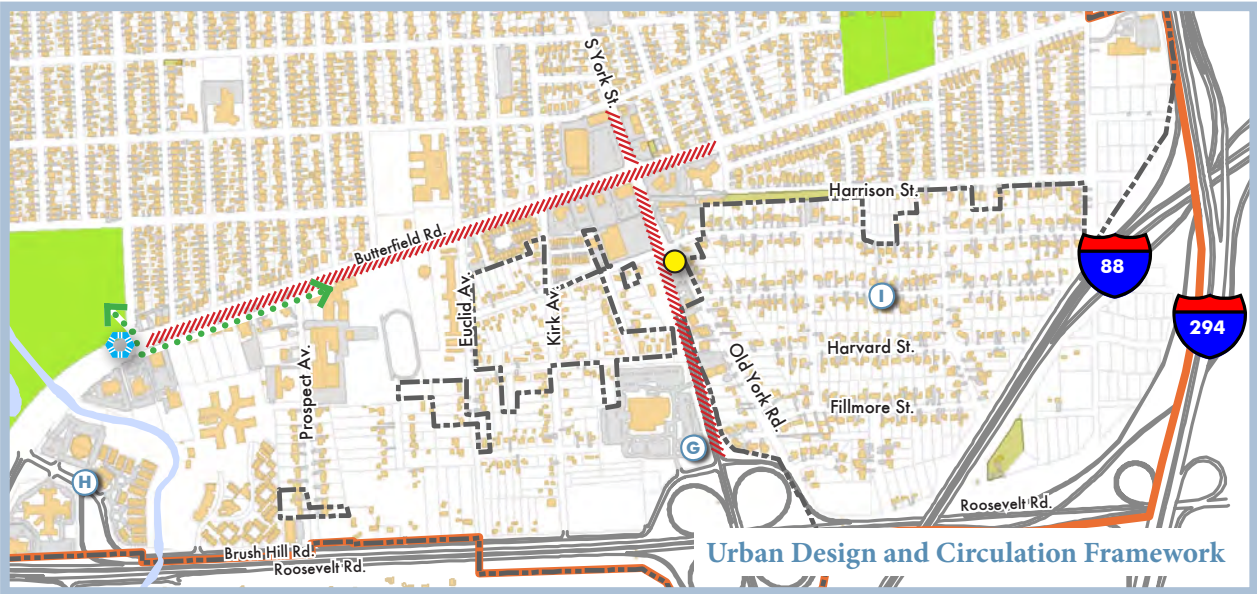 S York St.
Harrison St.
Butterfield Rd.
88
I
294
Euclid Av.
Kirk Av.
Harvard St.
Prospect Av.
Old York Rd.
Fillmore St.
G
H
Roosevelt Rd.
Brush Hill Rd.
Roosevelt Rd.
Urban Design and Circulation Framework